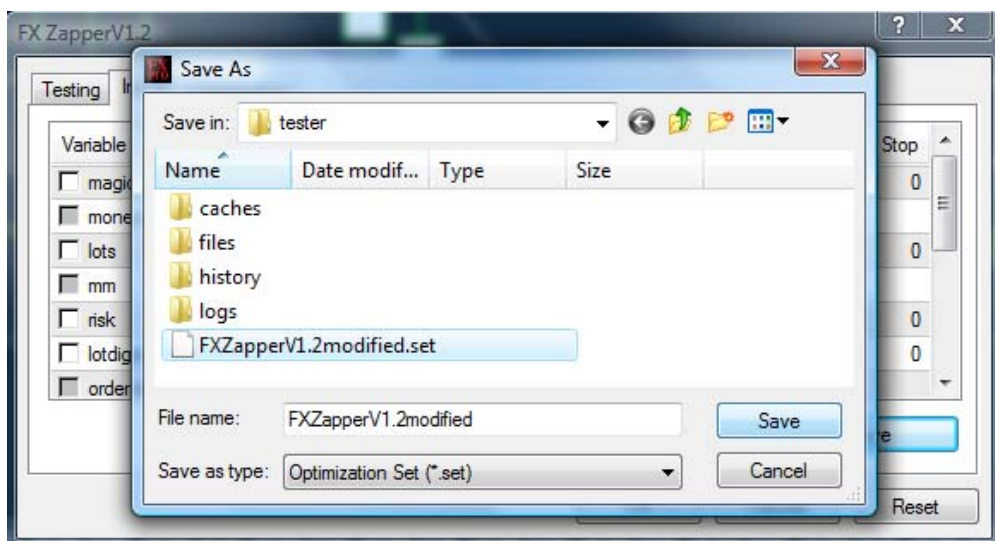 FX ZapperV1.2
Save As
Testing
Save in: tester
Variable
Stop
Name Date modif... Type Size
magic 0
caches
files
lots 0
history
mm
logs
risk 0
FXZapperV1.2modified.set
0
order
File name: FXZapperV1.2modified Save
Save as type: Optimization Set (*.set) Cancel
Reset